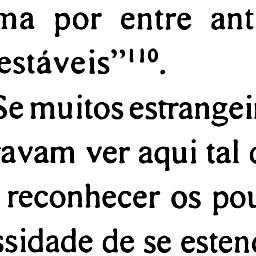 ma por entre ant
estáveis”¹¹⁰.
Se muitos estrangei
avam ver aqui tal
reconhecer os pou
ssidade de se esten